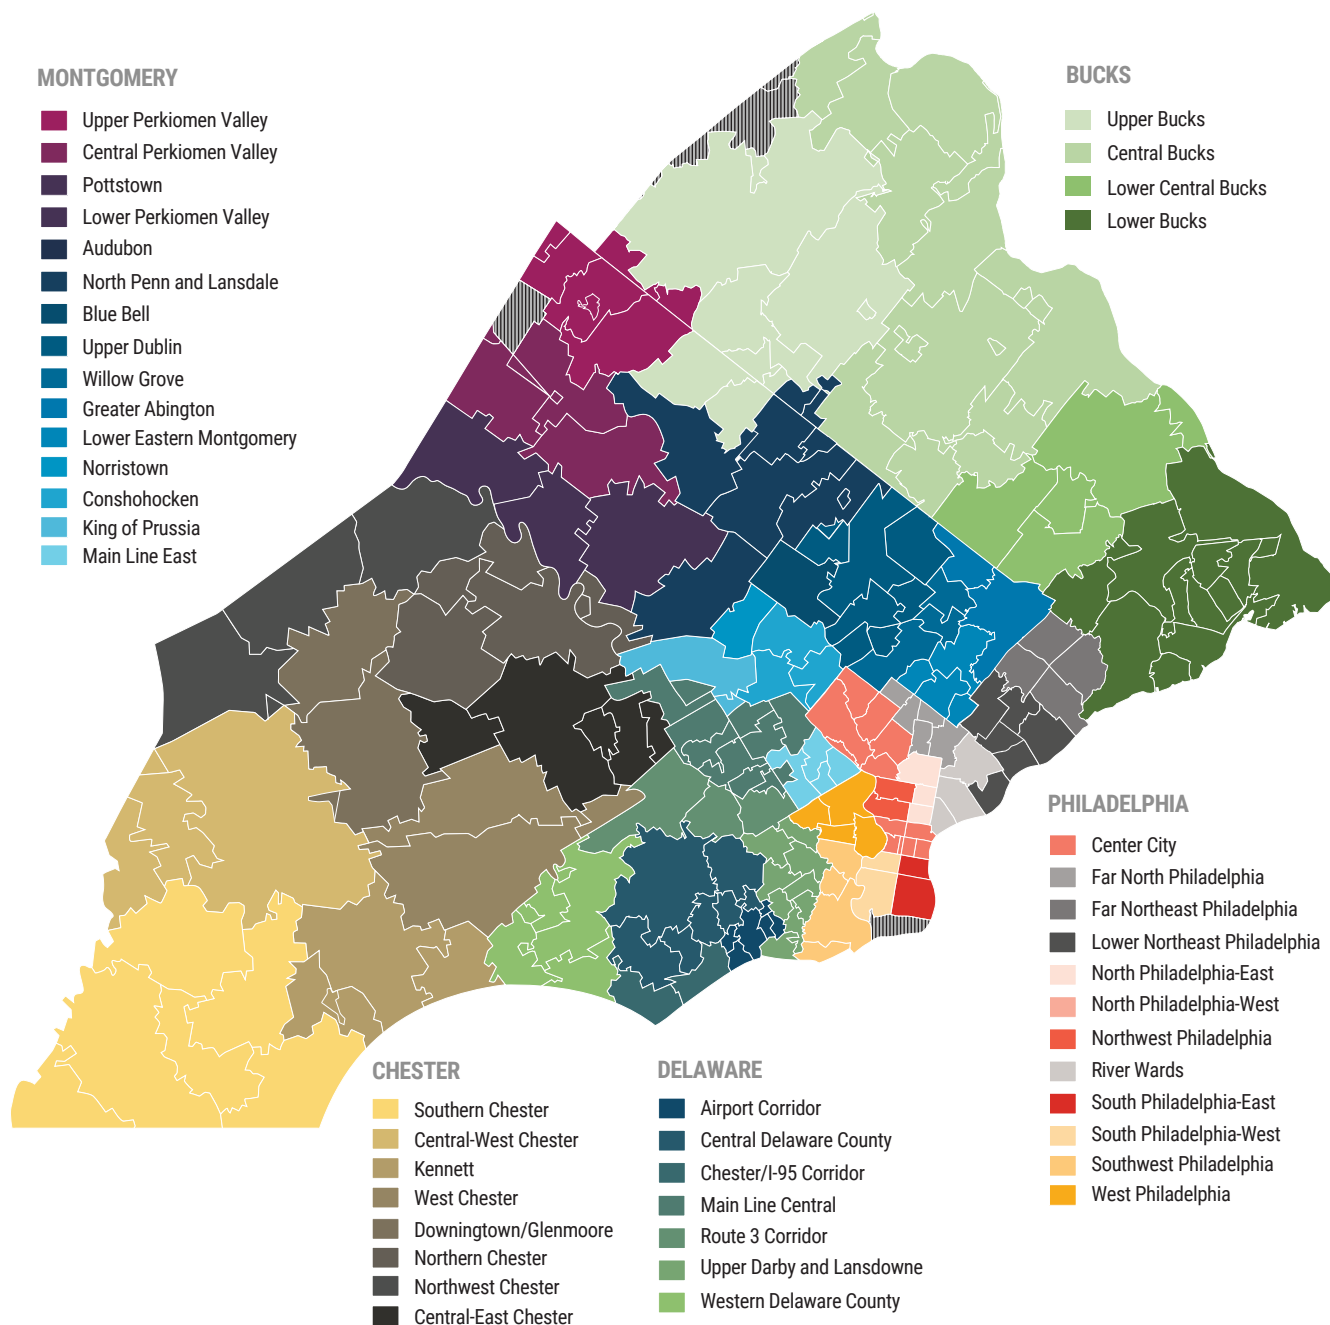 MONTGOMERY
Upper Perkiomen Valley
Central Perkiomen Valley
Pottstown
Lower Perkiomen Valley
Audubon
North Penn and Lansdale
Blue Bell
Upper Dublin
Willow Grove
Greater Abington
Lower Eastern Montgomery
Norristown
Conshohocken
King of Prussia
Main Line East
BUCKS
Upper Bucks
Central Bucks
Lower Central Bucks
Lower Bucks
PHILADELPHIA
Center City
Far North Philadelphia
Far Northeast Philadelphia
Lower Northeast Philadelphia
North Philadelphia-East
North Philadelphia-West
Northwest Philadelphia
River Wards
South Philadelphia-East
South Philadelphia-West
Southwest Philadelphia
West Philadelphia
CHESTER
Southern Chester
Central-West Chester
Kennett
West Chester
Downingtown/Glenmoore
Northern Chester
Northwest Chester
Central-East Chester
DELAWARE
Airport Corridor
Central Delaware County
Chester/I-95 Corridor
Main Line Central
Route 3 Corridor
Upper Darby and Lansdowne
Western Delaware County